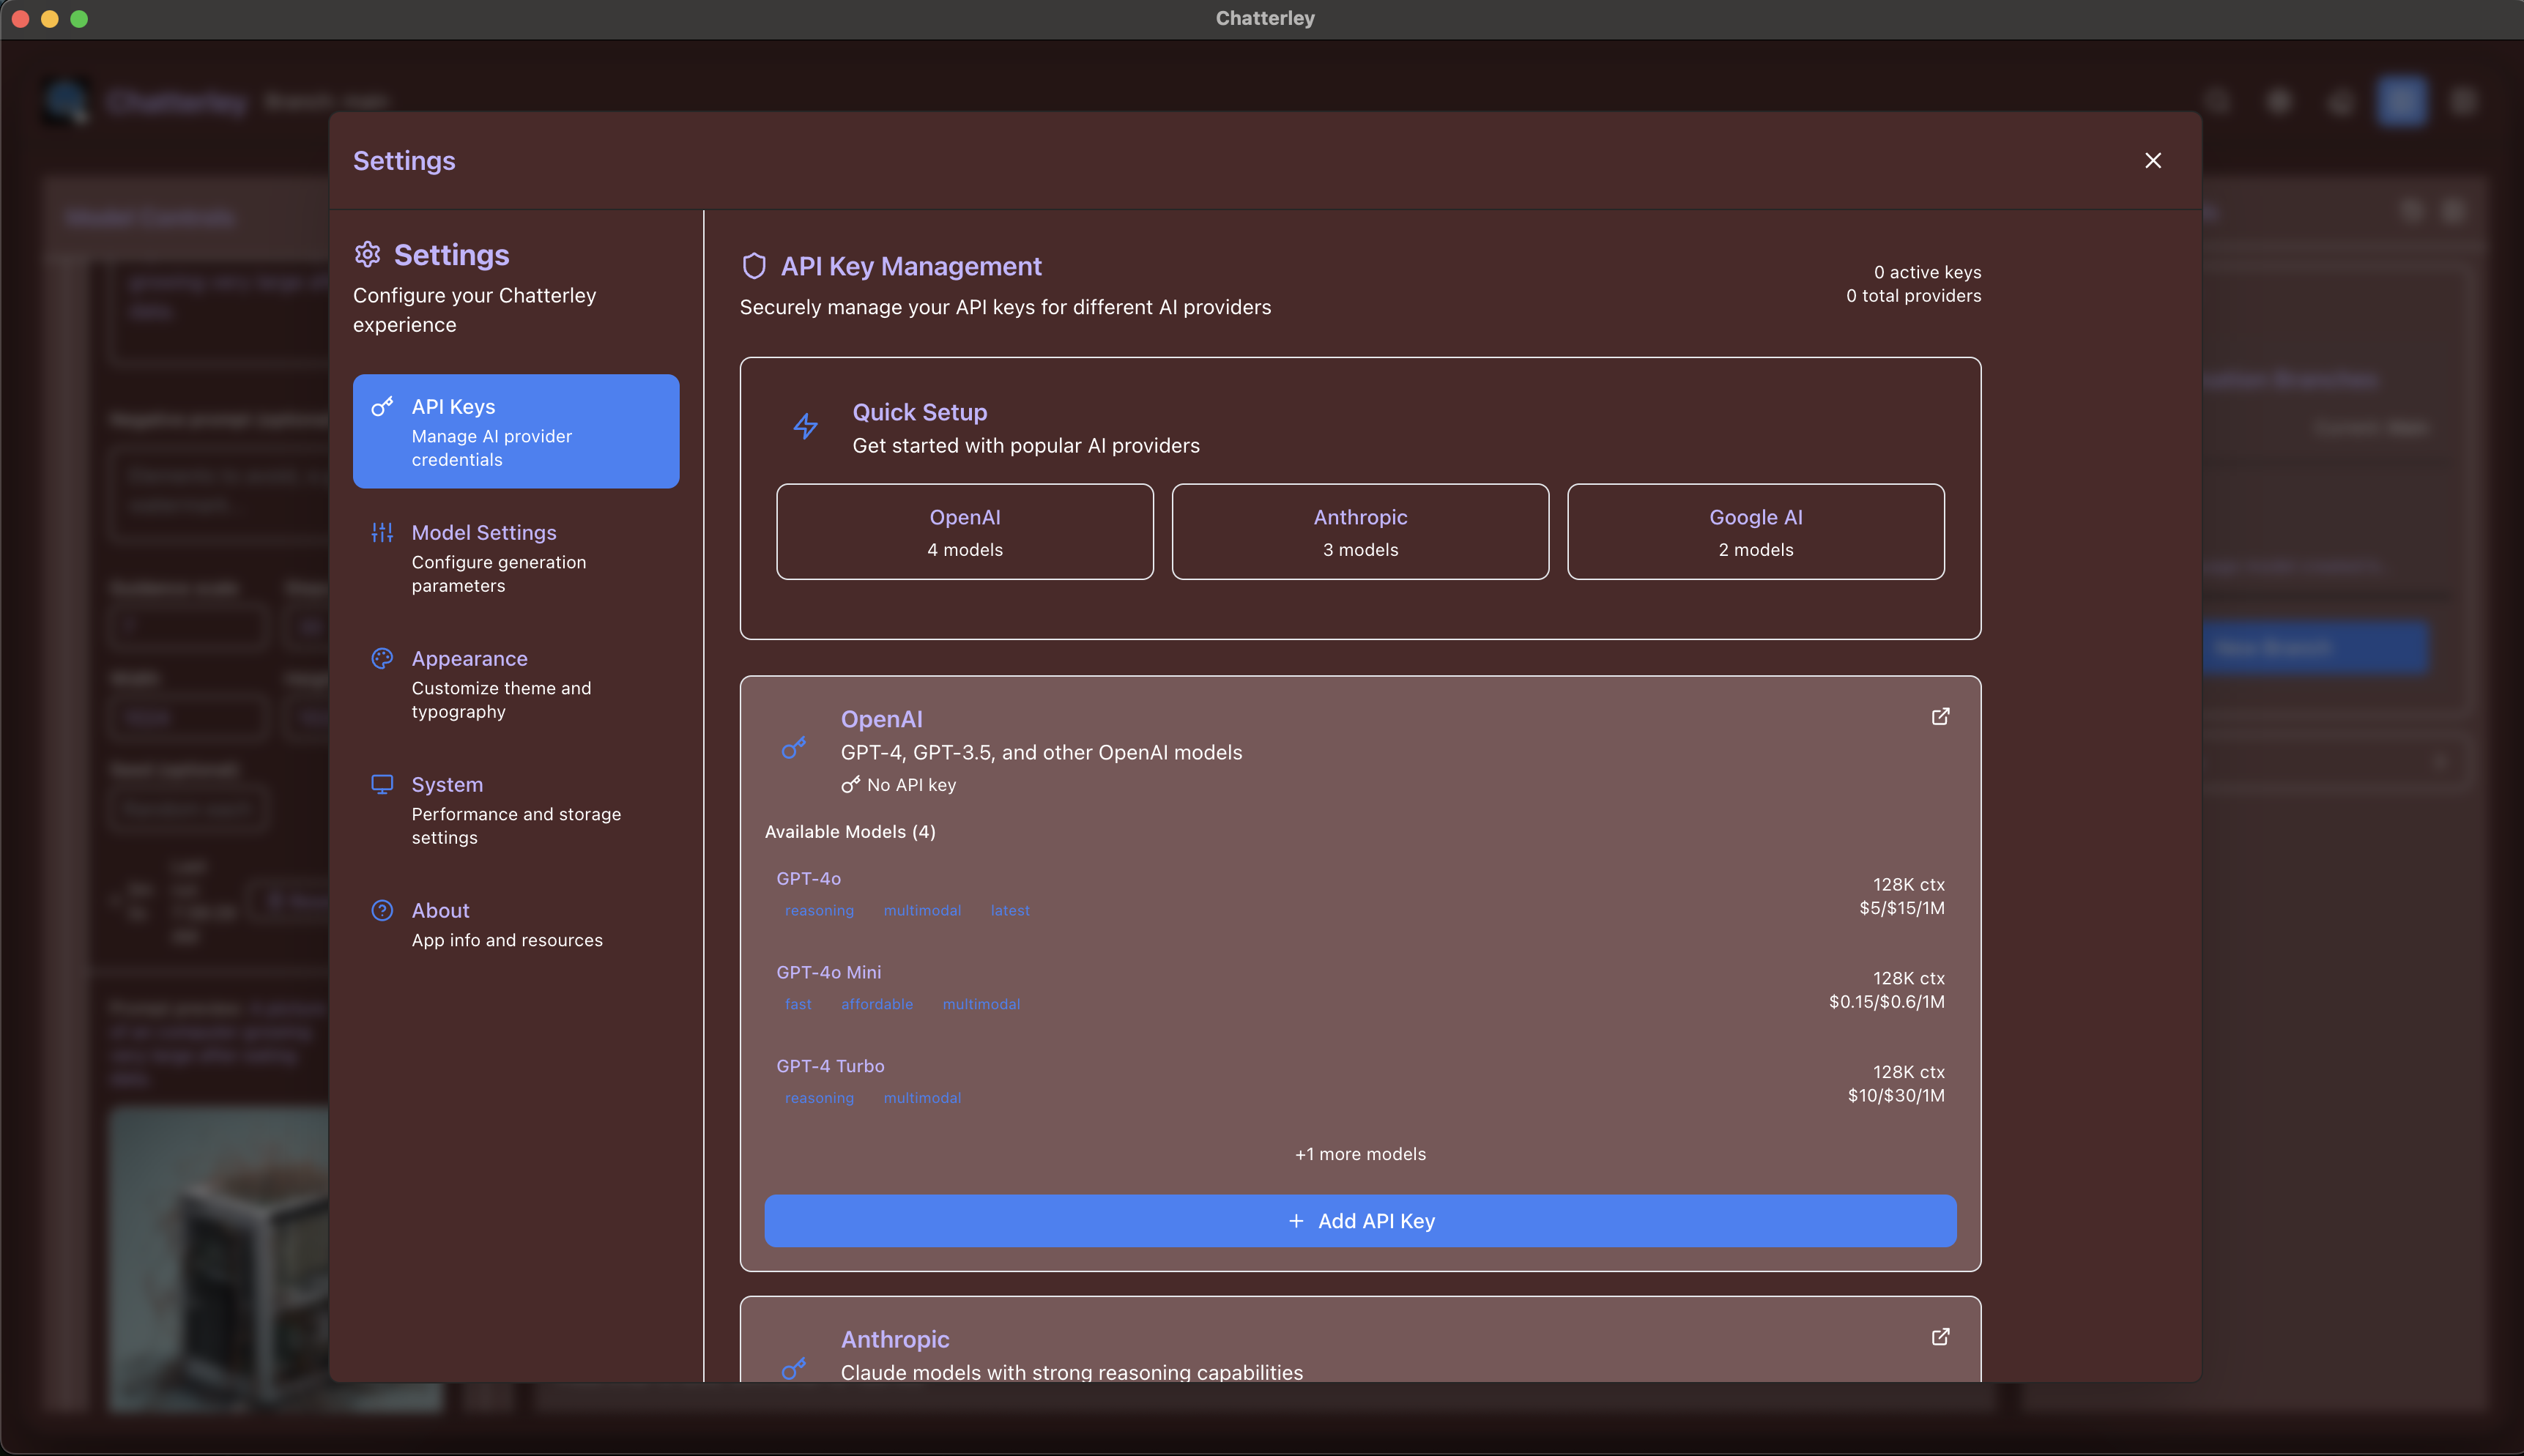 Chatterley
Chatterley
Settings
Settings
Configure your Chatterley
experience
API Keys
Manage AI provider
credentials
Model Settings
Configure generation
parameters
Appearance
Customize theme and
typography
System
Performance and storage
settings
About
App info and resources
API Key Management
Securely manage your API keys for different AI providers
0 active keys
0 total providers
Quick Setup
Get started with popular AI providers
OpenAI
4 models
Anthropic
3 models
Google AI
2 models
OpenAI
GPT-4, GPT-3.5, and other OpenAI models
No API key
Available Models (4)
GPT-4o
reasoning multimodal latest
128K ctx
$5/$15/1M
GPT-4o Mini
fast affordable multimodal
128K ctx
$0.15/$0.6/1M
GPT-4 Turbo
reasoning multimodal
128K ctx
$10/$30/1M
+1 more models
+ Add API Key
Anthropic
Claude models with strong reasoning capabilities
Model Controls
New Branch